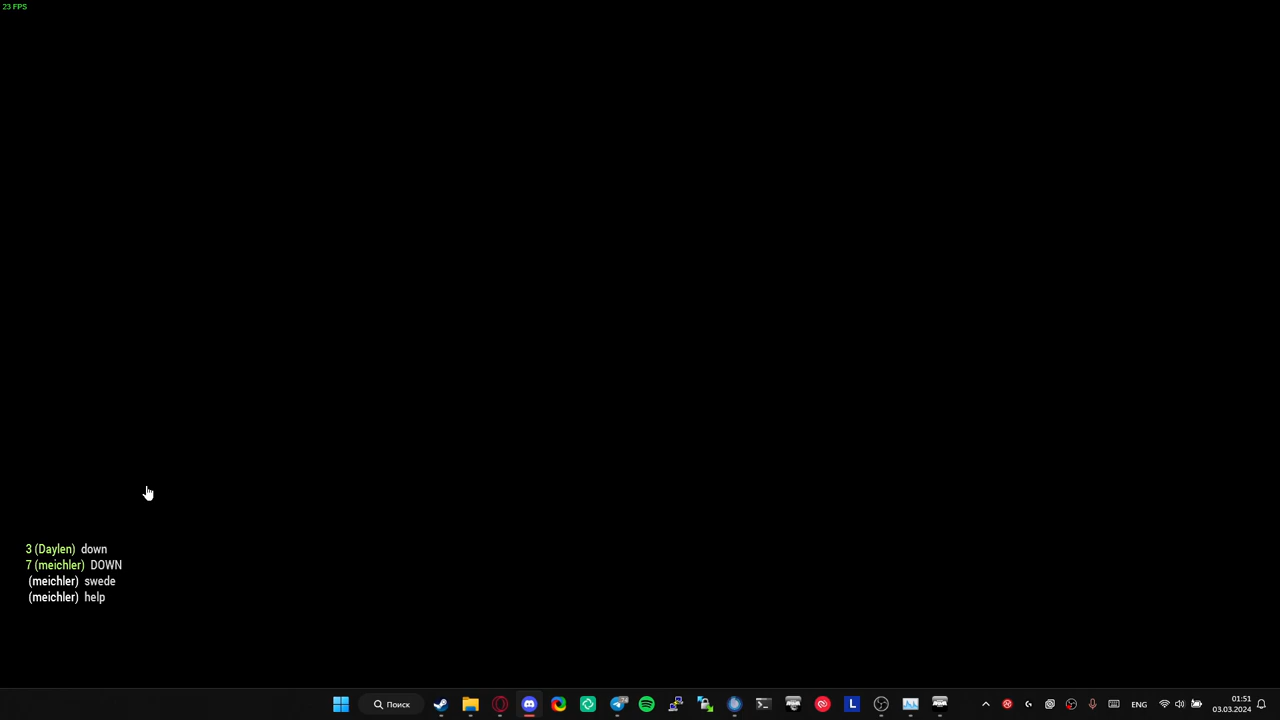 23 FPS
3 (Daylen) down
7 (meichler) DOWN
(meichler) swede
(meichler) help
Поиск
L
ENG
01:51
03.03.2024